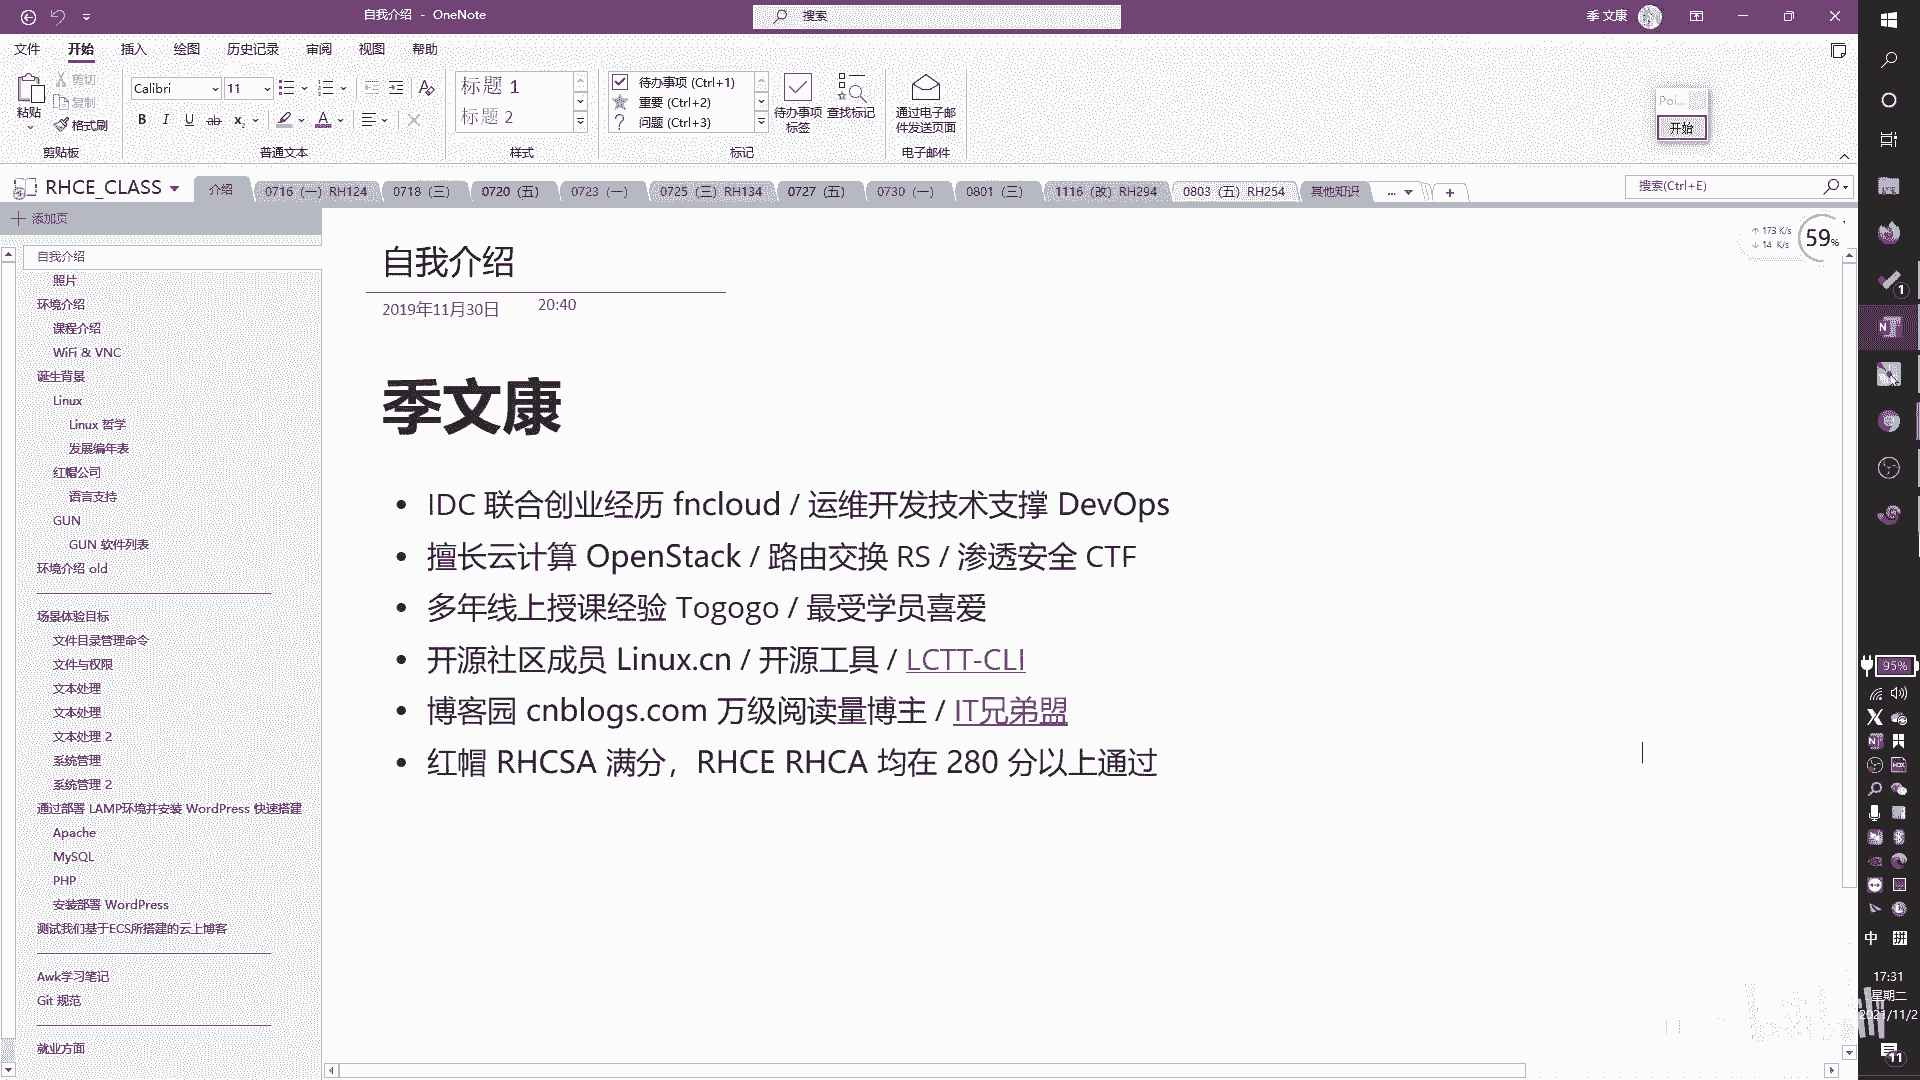 自我介绍 - OneNote
搜索
季 文康
文件 开始 插入 绘图 历史记录 审阅 视图 帮助
粘贴
剪切
复制
格式刷
剪贴板
Calibri 11
B I U ab x
普通文本
标题 1
标题 2
样式
待办事项 (Ctrl+1)
重要 (Ctrl+2)
问题 (Ctrl+3)
待办事项
标签
查找标记
标记
通过电子邮
件发送页面
电子邮件
Poi...
开始
RHCE_CLASS
介绍 0716 (一) RH124 0718 (三) 0720 (五) 0723 (一) 0725 (三) RH134 0727 (五) 0730 (一) 0801 (三) 1116 (改) RH294 0803 (五) RH254 其他知识 ...
搜索(Ctrl+E)
添加页
自我介绍
照片
环境介绍
课程介绍
WiFi & VNC
诞生背景
Linux
Linux 哲学
发展编年表
红帽公司
语言支持
GUN
GUN 软件列表
环境介绍 old
场景体验目标
文件目录管理命令
文件与权限
文本处理
文本处理
文本处理 2
系统管理
系统管理 2
通过部署 LAMP环境并安装 WordPress 快速搭建
Apache
MySQL
PHP
安装部署 WordPress
测试我们基于ECS所搭建的云上博客
Awk学习笔记
Git 规范
就业方面
自我介绍
2019年11月30日 20:40
季文康
• IDC 联合创业经历 fncloud / 运维开发技术支撑 DevOps
• 擅长云计算 OpenStack / 路由交换 RS / 渗透安全 CTF
• 多年线上授课经验 Togogo / 最受学员喜爱
• 开源社区成员 Linux.cn / 开源工具 / LCTT-CLI
• 博客园 cnblogs.com 万级阅读量博主 / IT兄弟盟
• 红帽 RHCSA 满分，RHCE RHCA 均在 280 分以上通过
↑ 173 K/s
↓ 14 K/s
59%
1
95%
中 拼
17:31
星期二
2021/11/2
11